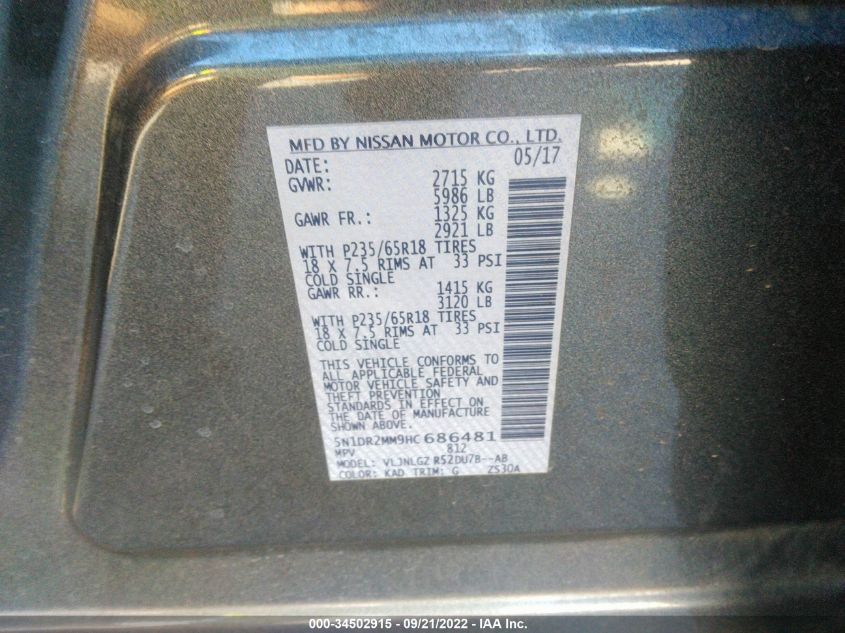 MFD BY NISSAN MOTOR CO., LTD.
DATE: 05/17
GVWR: 2715 KG
5986 LB
GAWR FR.: 1325 KG
2921 LB
WITH P235/65R18 TIRES
18 X 7.5 RIMS AT 33 PSI
COLD SINGLE
GAWR RR.: 1415 KG
3120 LB
WITH P235/65R18 TIRES
18 X 7.5 RIMS AT 33 PSI
COLD SINGLE
THIS VEHICLE CONFORMS TO
ALL APPLICABLE FEDERAL
MOTOR VEHICLE SAFETY AND
THEFT PREVENTION
STANDARDS IN EFFECT ON
THE DATE OF MANUFACTURE
SHOWN ABOVE.
5N1DR2MM9HC686481
MPV 812
MODEL: VLJNLGZ R52DU7B--AB
COLOR: KAD TRIM: G ZS30A
000-34502915 - 09/21/2022 - IAA Inc.